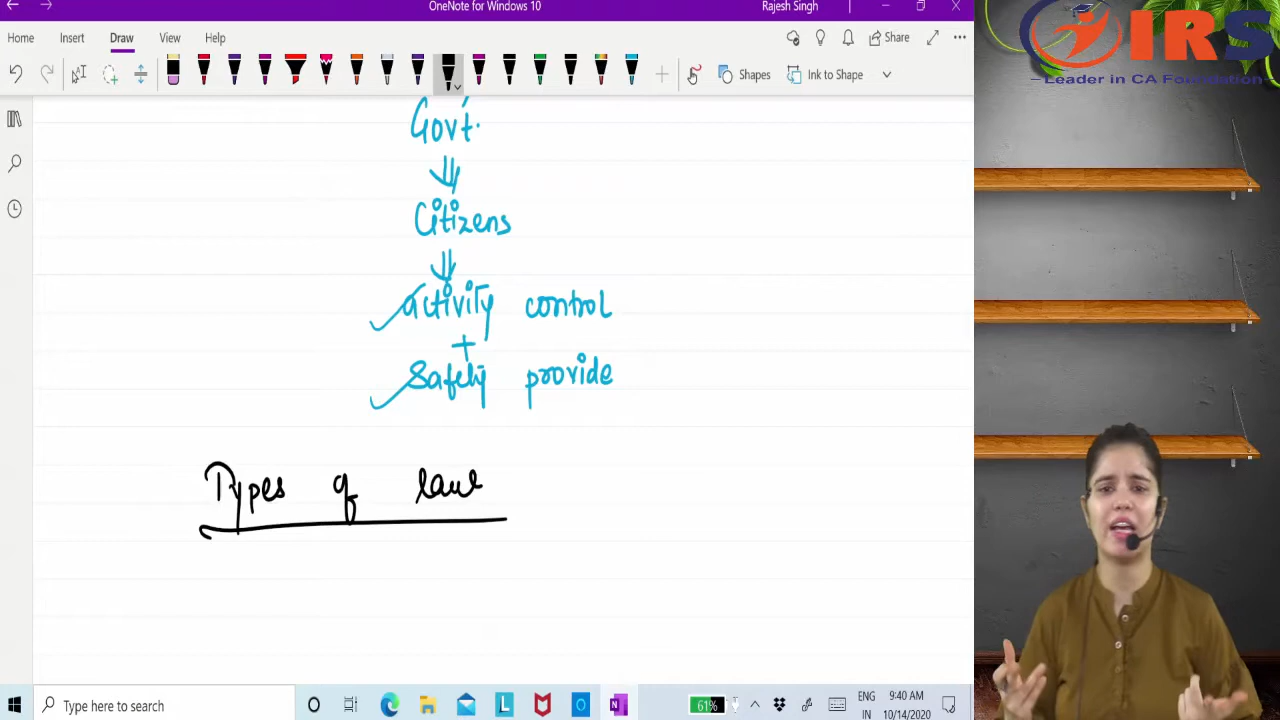 OneNote for Windows 10
Rajesh Singh
Home Insert Draw View Help
Share
Shapes
Ink to Shape
IRS
Leader in CA Foundation
Govt.
Citizens
activity control
+
Safety provide
Types of law
Type here to search
61%
ENG
IN
9:40 AM
10/14/2020